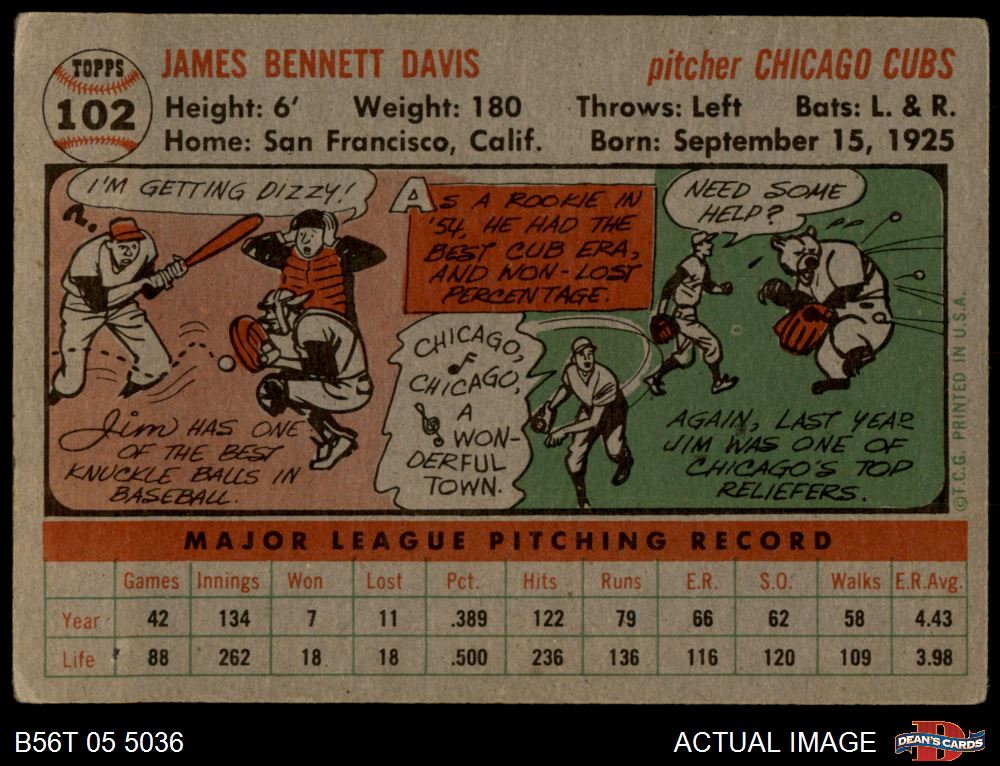 TOPPS
102
JAMES BENNETT DAVIS
pitcher CHICAGO CUBS
Height: 6' Weight: 180 Throws: Left Bats: L. & R.
Home: San Francisco, Calif. Born: September 15, 1925
I'M GETTING DIZZY!
?.
Jim HAS ONE
OF THE BEST
KNUCKLE BALLS IN
BASEBALL.
AS A ROOKIE IN
'54, HE HAD THE
BEST CUB ERA,
AND WON-LOST
PERCENTAGE.
CHICAGO,
CHICAGO,
A
WON-
DERFUL
TOWN.
NEED SOME
HELP?
AGAIN, LAST YEAR
JIM WAS ONE OF
CHICAGO'S TOP
RELIEFERS.
©T.C.G. PRINTED IN U.S.A.
MAJOR LEAGUE PITCHING RECORD
Games Innings Won Lost Pct. Hits Runs E.R. S.O. Walks E.R.Avg.
Year 42 134 7 11 .389 122 79 66 62 58 4.43
Life 88 262 18 18 .500 236 136 116 120 109 3.98
B56T 05 5036
ACTUAL IMAGE
DEAN'S CARDS